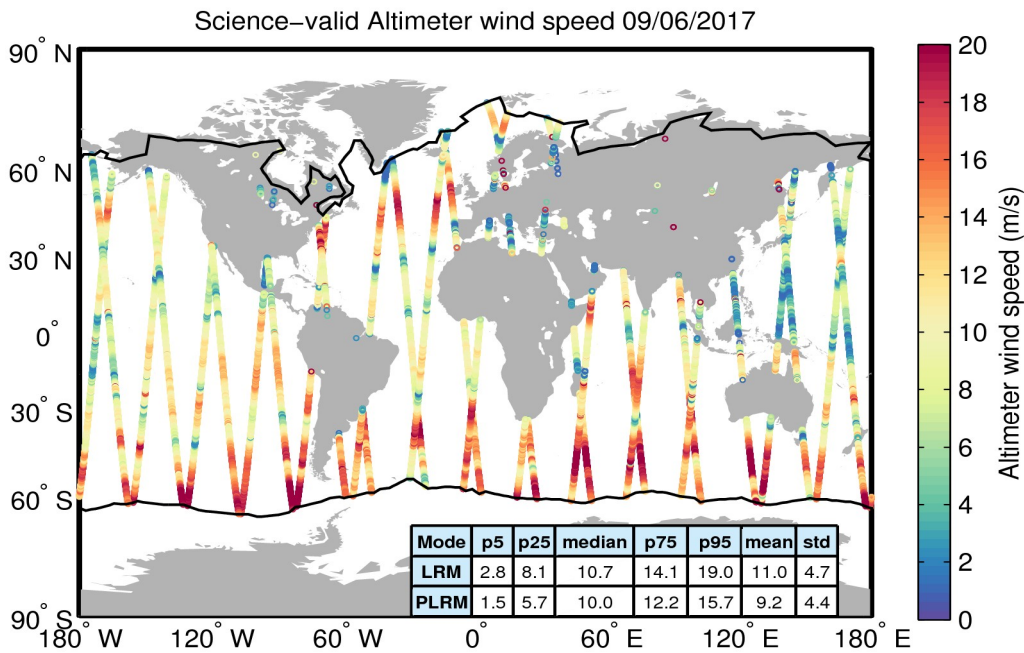 Science-valid Altimeter wind speed 09/06/2017
90° N
60° N
30° N
0°
30° S
60° S
90° S
180° W
120° W
60° W
0°
60° E
120° E
180° E
Mode p5 p25 median p75 p95 mean std
LRM 2.8 8.1 10.7 14.1 19.0 11.0 4.7
PLRM 1.5 5.7 10.0 12.2 15.7 9.2 4.4
20
18
16
14
12
10
8
6
4
2
0
Altimeter wind speed (m/s)